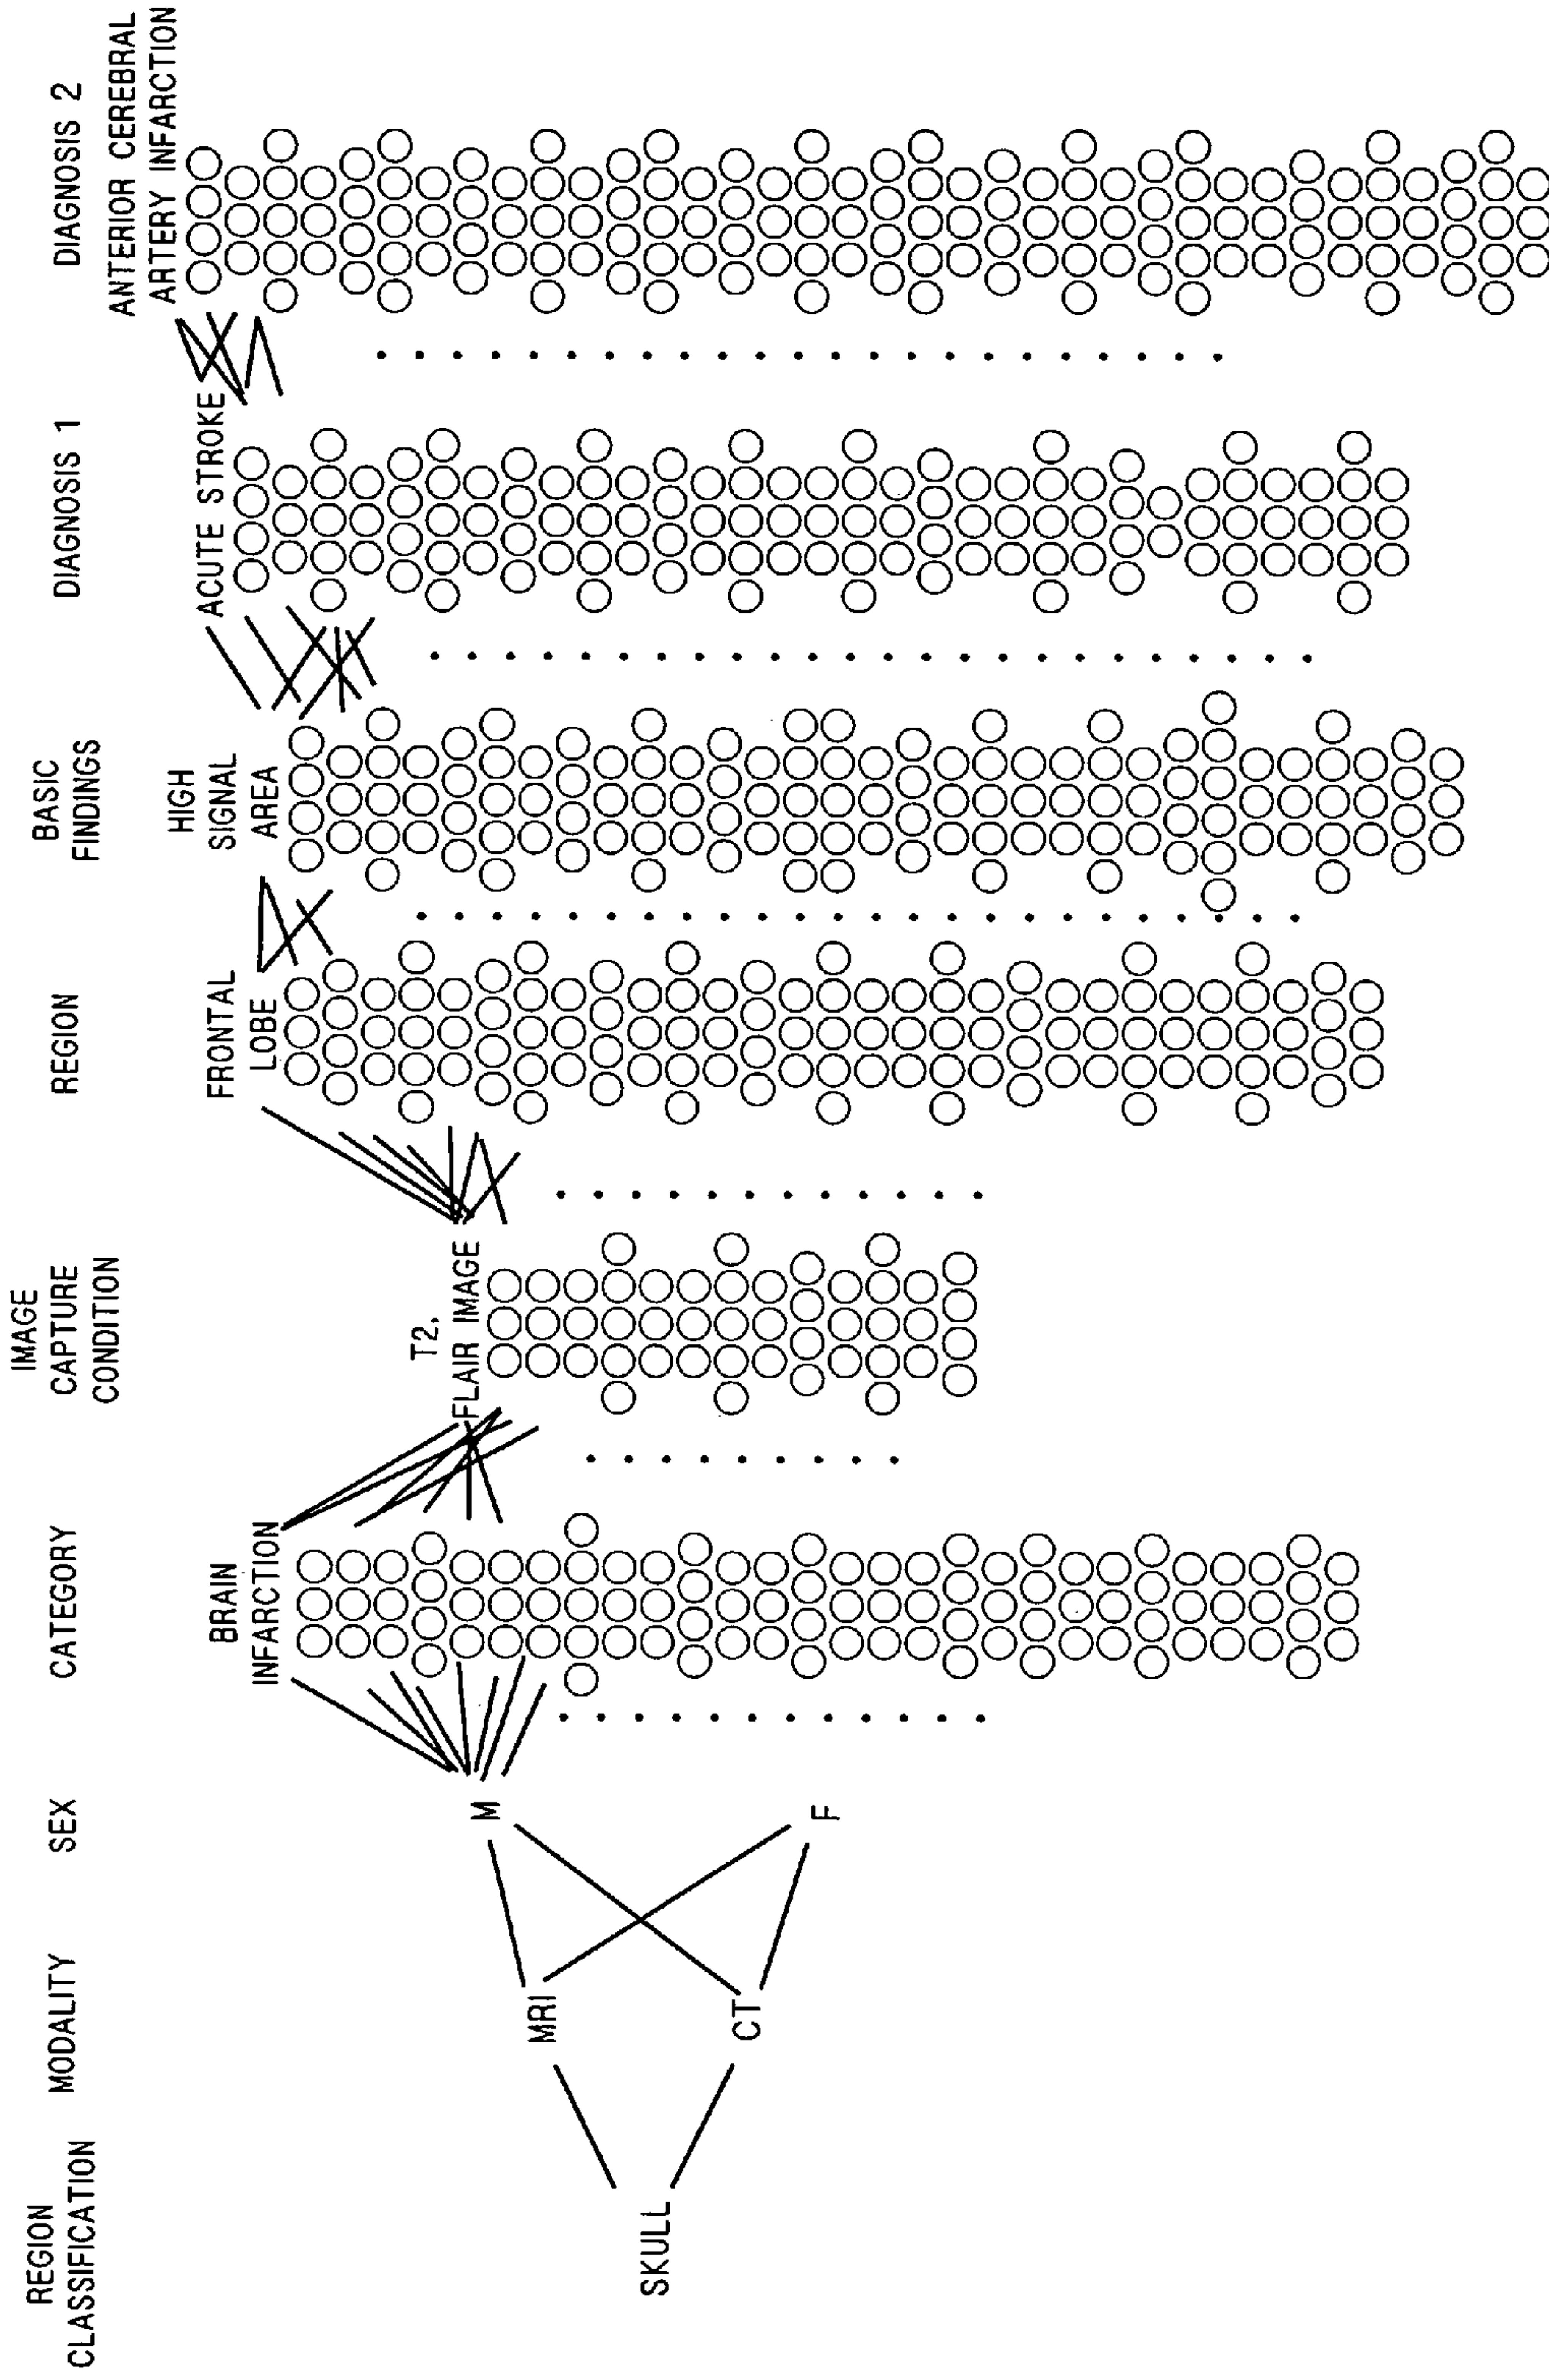 REGION
CLASSIFICATION
MODALITY
SEX
CATEGORY
IMAGE
CAPTURE
CONDITION
REGION
BASIC
FINDINGS
DIAGNOSIS 1
DIAGNOSIS 2
SKULL
MRI
CT
M
F
BRAIN
INFARCTION
T2,
FLAIR IMAGE
FRONTAL
LOBE
HIGH
SIGNAL
AREA
ACUTE STROKE
ANTERIOR CEREBRAL
ARTERY INFARCTION